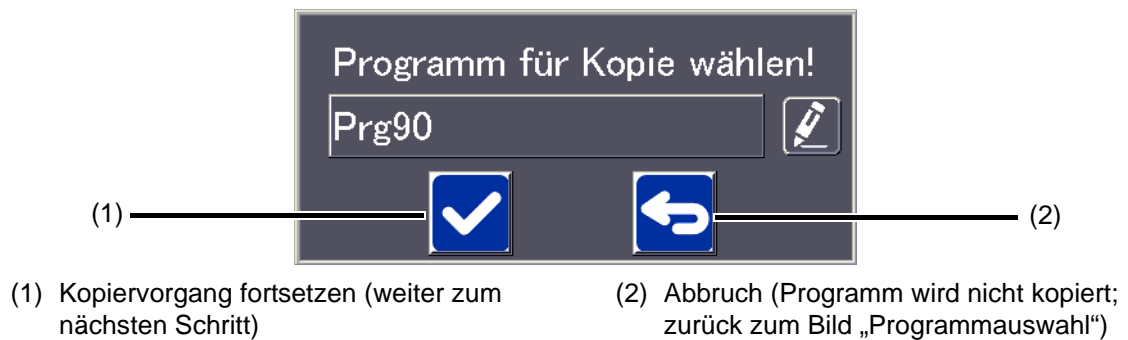 Programm für Kopie wählen!
Prg90
(1)
(2)
(1) Kopiervorgang fortsetzen (weiter zum
nächsten Schritt)
(2) Abbruch (Programm wird nicht kopiert;
zurück zum Bild „Programmauswahl“)